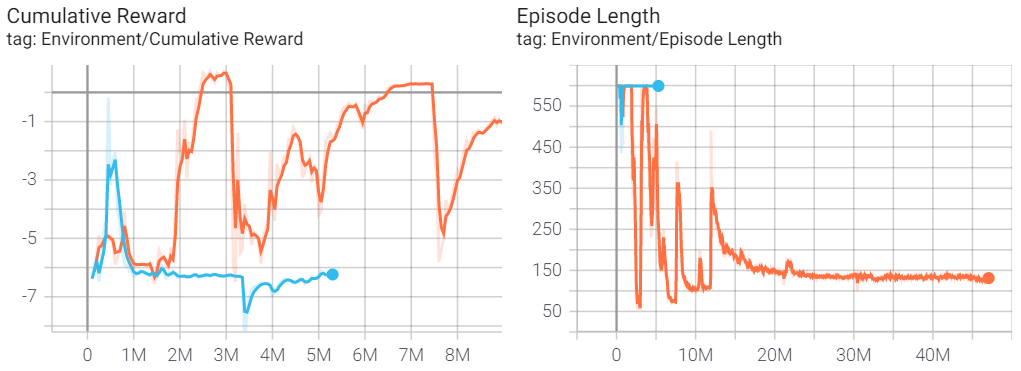 Cumulative Reward
tag: Environment/Cumulative Reward
-1
-3
-5
-7
0 1M 2M 3M 4M 5M 6M 7M 8M
Episode Length
tag: Environment/Episode Length
550
450
350
250
150
50
0 10M 20M 30M 40M